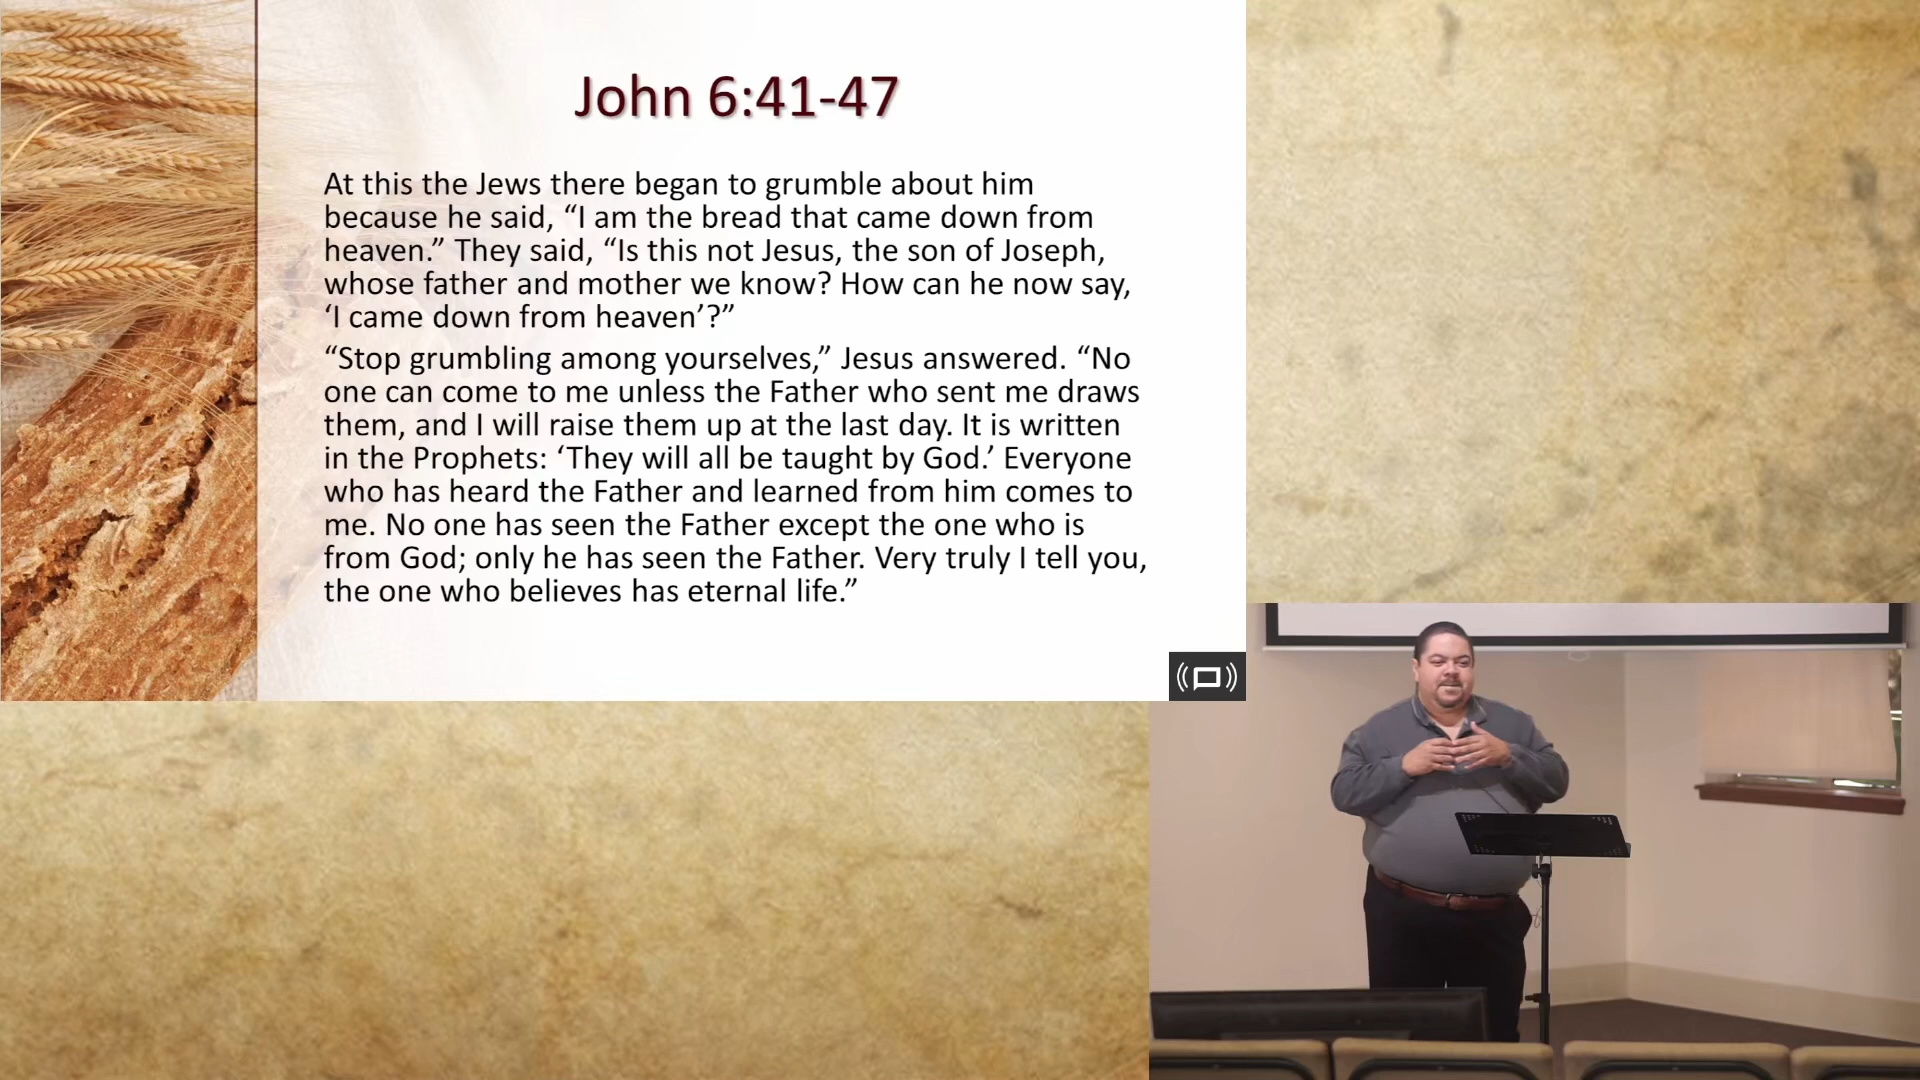 John 6:41-47
At this the Jews there began to grumble about him
because he said, “I am the bread that came down from
heaven.” They said, “Is this not Jesus, the son of Joseph,
whose father and mother we know? How can he now say,
‘I came down from heaven’?”
“Stop grumbling among yourselves,” Jesus answered. “No
one can come to me unless the Father who sent me draws
them, and I will raise them up at the last day. It is written
in the Prophets: ‘They will all be taught by God.’ Everyone
who has heard the Father and learned from him comes to
me. No one has seen the Father except the one who is
from God; only he has seen the Father. Very truly I tell you,
the one who believes has eternal life.”